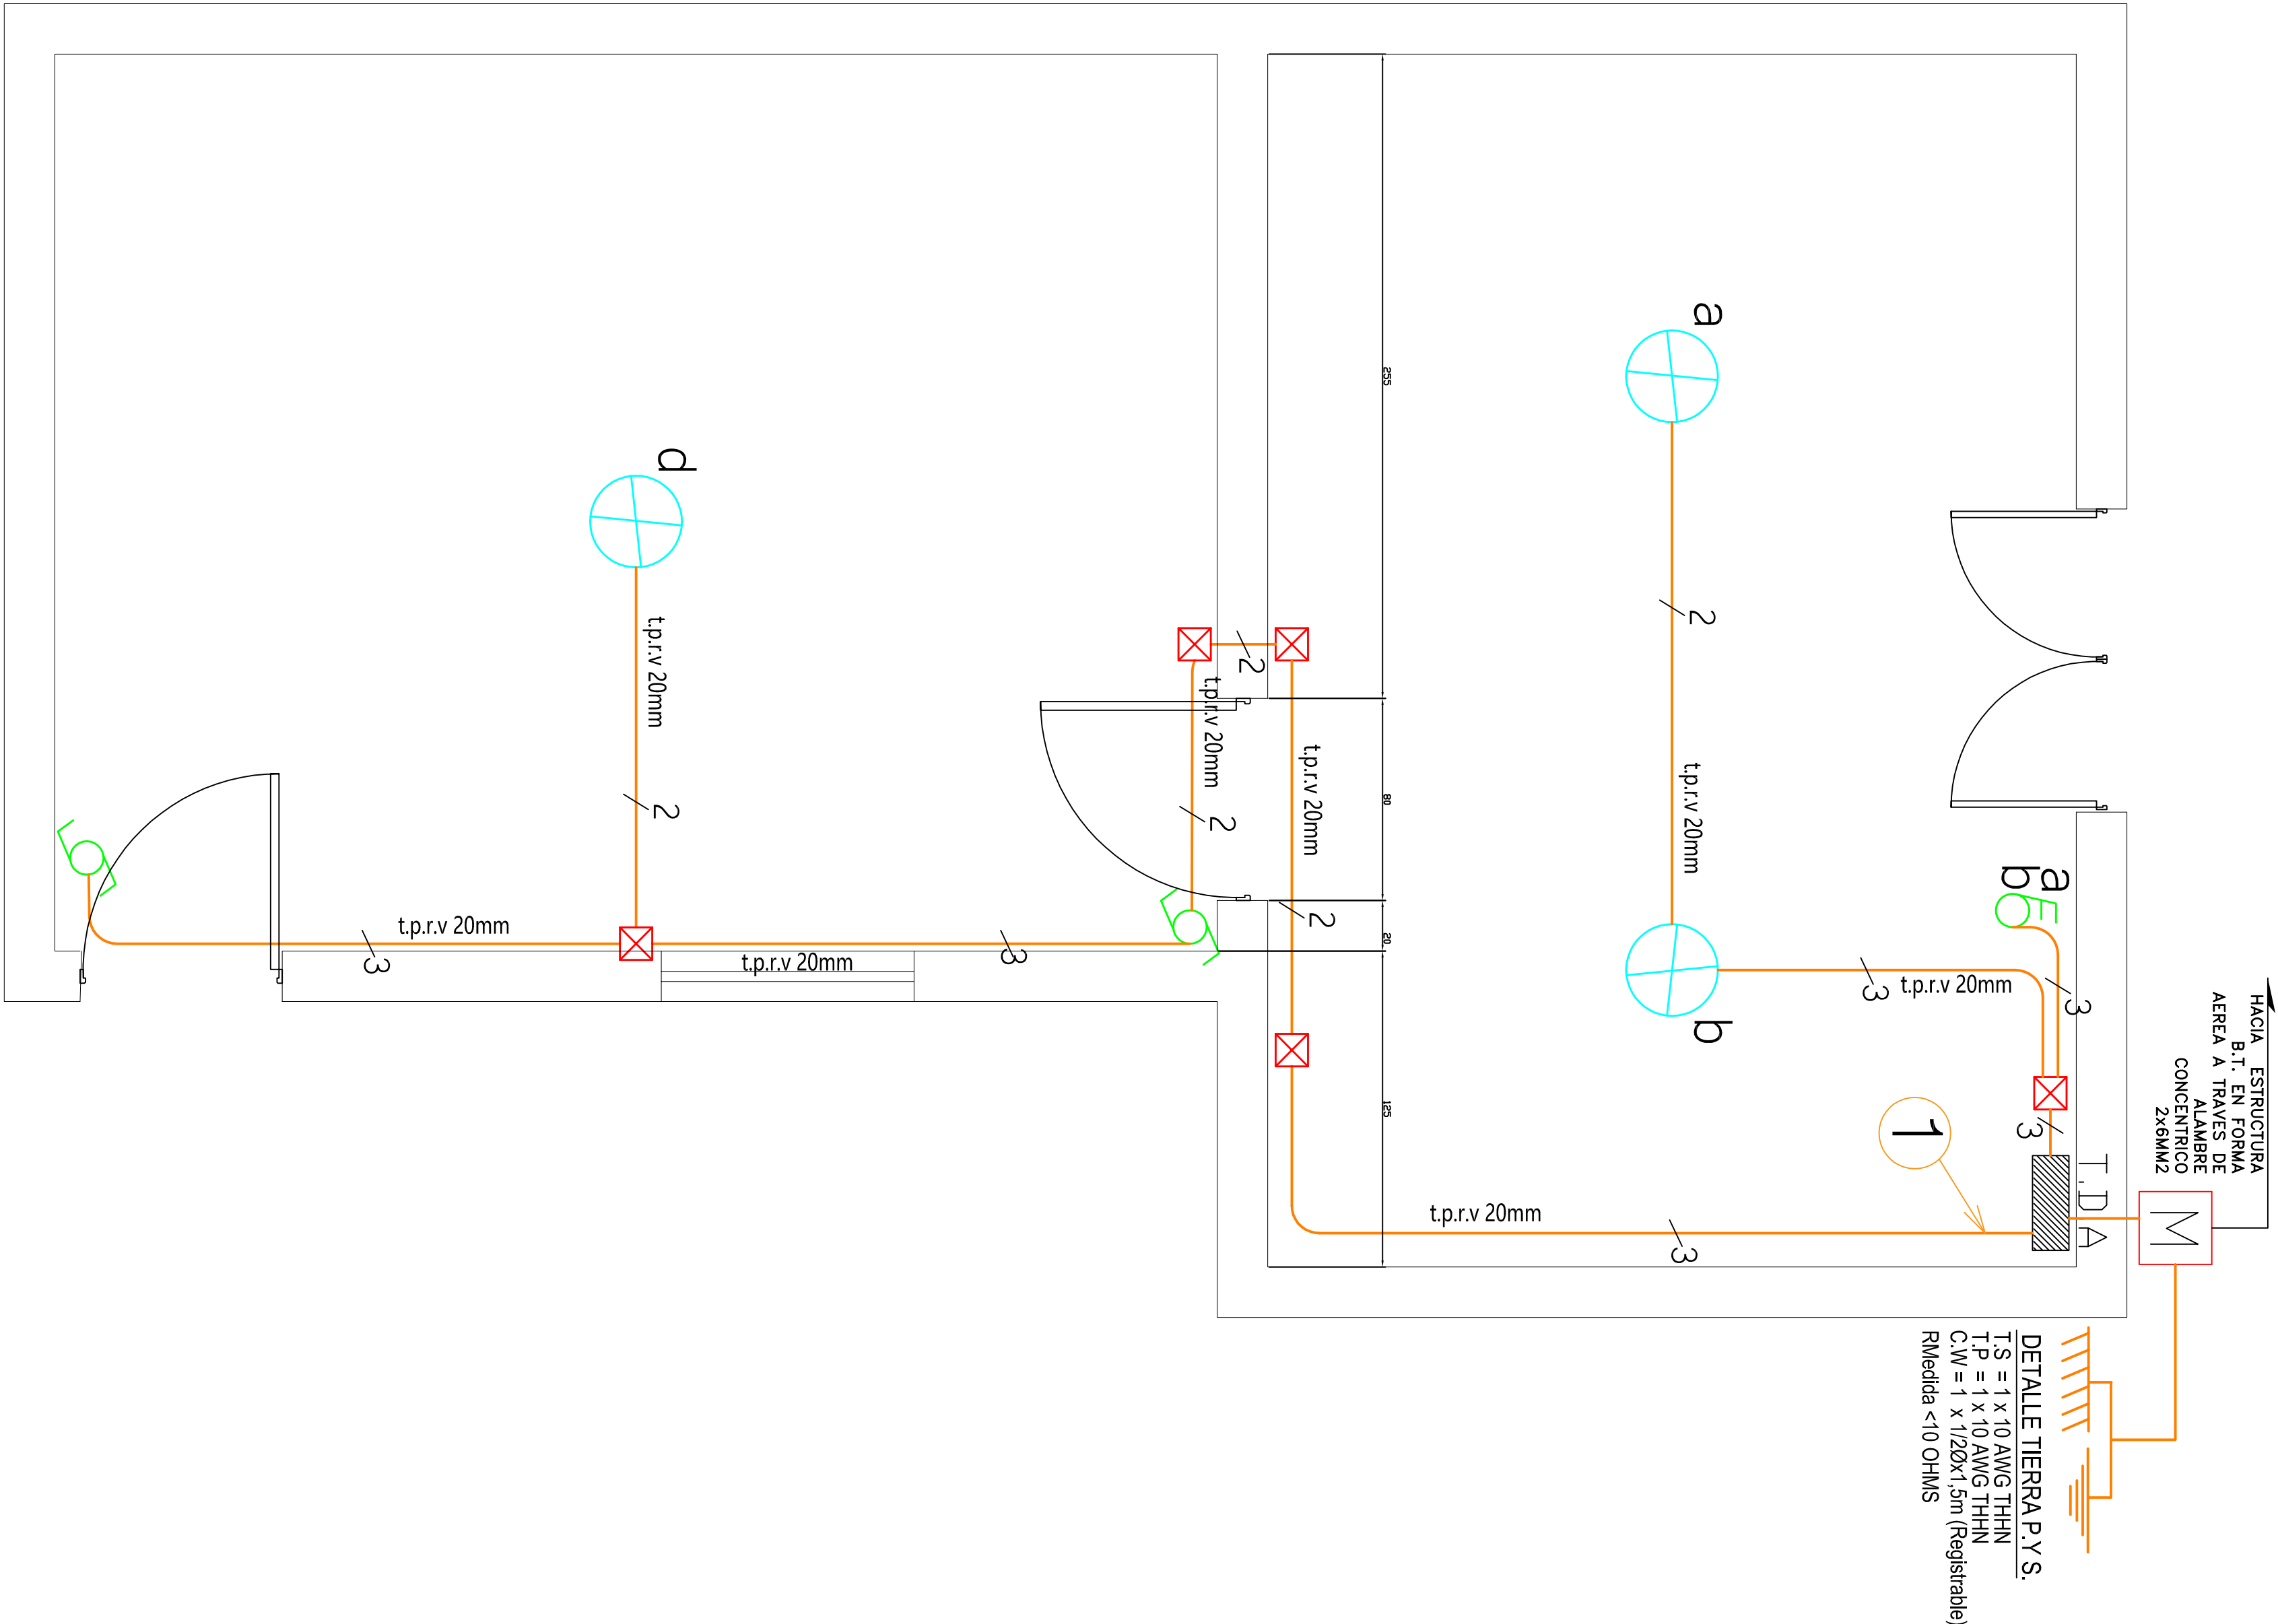 HACIA ESTRUCTURA
B.T. EN FORMA
AEREA A TRAVES DE
ALAMBRE
CONCENTRICO
2x6MM2
M
T.D.A
a
b
3
3
t.p.r.v 20mm
3
3
b
a
2
t.p.r.v 20mm
1
t.p.r.v 20mm
3
255
80
20
125
2
t.p.r.v 20mm
2
t.p.r.v 20mm
2
d
t.p.r.v 20mm
2
t.p.r.v 20mm
3
t.p.r.v 20mm
3
DETALLE TIERRA P.Y S.
T.S = 1 x 10 AWG THHN
T.P = 1 x 10 AWG THHN
C.W = 1 x 1/2Øx1,5m (Registrable)
RMedida <10 OHMS